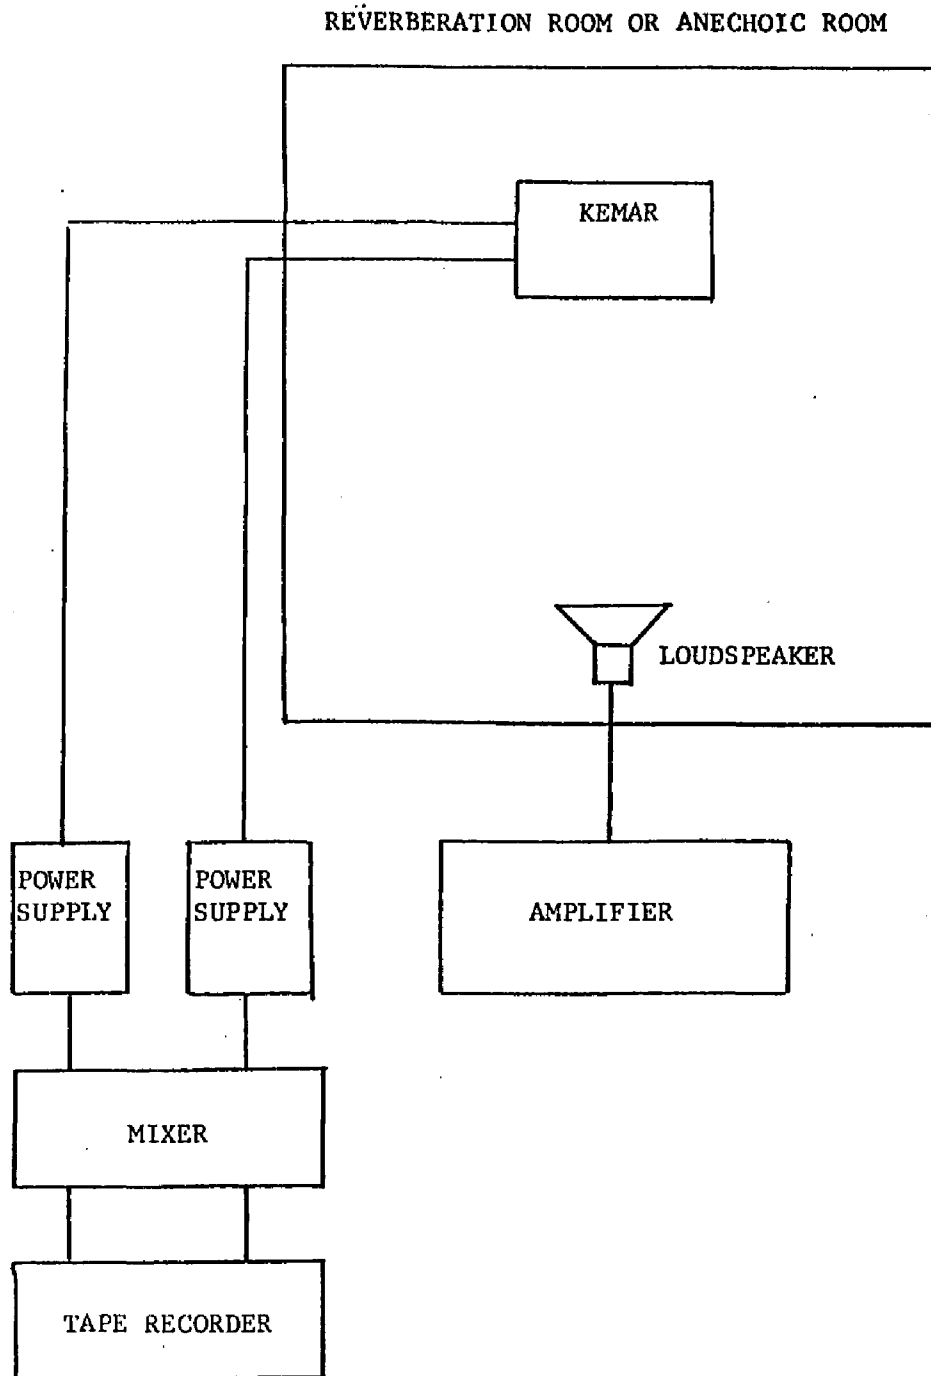 REVERBERATION ROOM OR ANECHOIC ROOM
KEMAR
LOUDSPEAKER
POWER
SUPPLY
POWER
SUPPLY
AMPLIFIER
MIXER
TAPE RECORDER